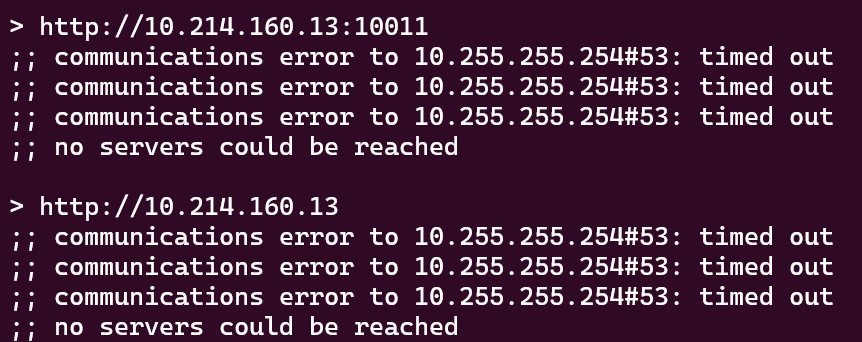 > http://10.214.160.13:10011
;; communications error to 10.255.255.254#53: timed out
;; communications error to 10.255.255.254#53: timed out
;; communications error to 10.255.255.254#53: timed out
;; no servers could be reached

> http://10.214.160.13
;; communications error to 10.255.255.254#53: timed out
;; communications error to 10.255.255.254#53: timed out
;; communications error to 10.255.255.254#53: timed out
;; no servers could be reached